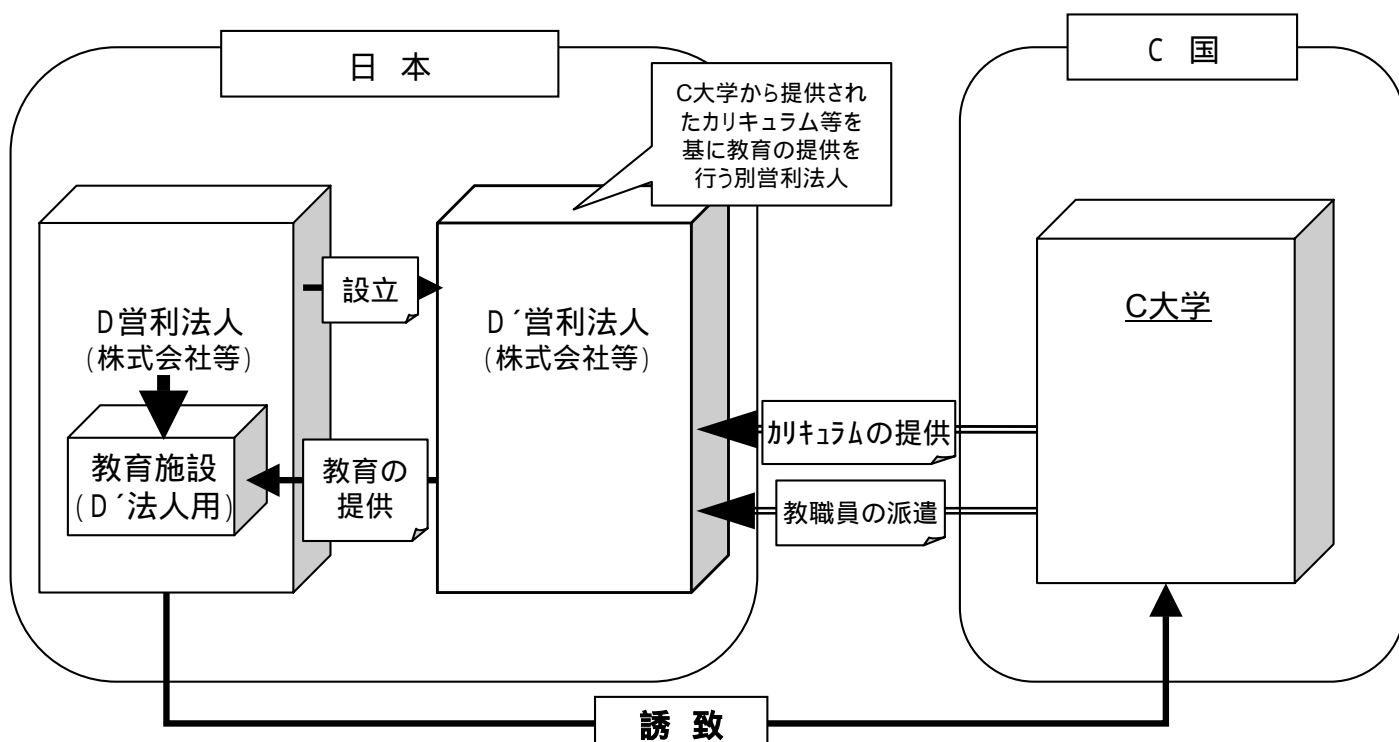 日 本
C 国
C大学から提供され
たカリキュラム等を
基に教育の提供を
行う別営利法人
設立
D営利法人
(株式会社等)
D´営利法人
(株式会社等)
C大学
教育施設
(D´法人用)
教育の
提供
カリキュラムの提供
教職員の派遣
誘 致